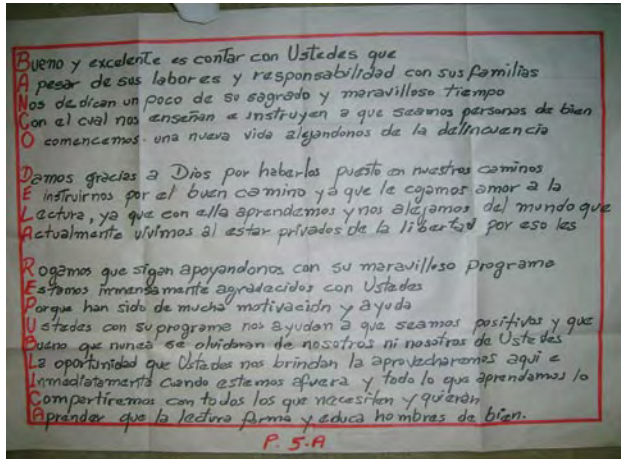 Bueno y excelente es contar con Ustedes que
A pesar de sus labores y responsabilidad con sus familias
Nos dedican un poco de su sagrado y maravilloso tiempo
Con el cual nos enseñan e instruyen a que seamos personas de bien
O comencemos una nueva vida alejandonos de la delincuencia
Damos gracias a Dios por haberlos puesto en nuestros caminos
E instruirnos por el buen camino ya que le cojamos amor a la
Lectura, ya que con ella aprendemos y nos alejamos del mundo que
Actualmente vivimos al estar privados de la libertad por eso les
Rogamos que sigan apoyandonos con su maravilloso programe
Estamos inmensamente agradecidos con Ustedes
Porque han sido de mucha motivación y ayuda
Ustedes con su programe nos ayudan a que seamos positivos y que
Bueno que nunca se olvidaran de nosotros ni nosotros de Ustedes
La oportunidad que Ustedes nos brindan la aprovecharemos aqui e
Inmediatamente cuando estemos afuera y todo lo que aprendamos lo
Compartiremos con todos los que necesiten y quieran
Aprender que la lectura forma y educa hombres de bien.
P.5.A